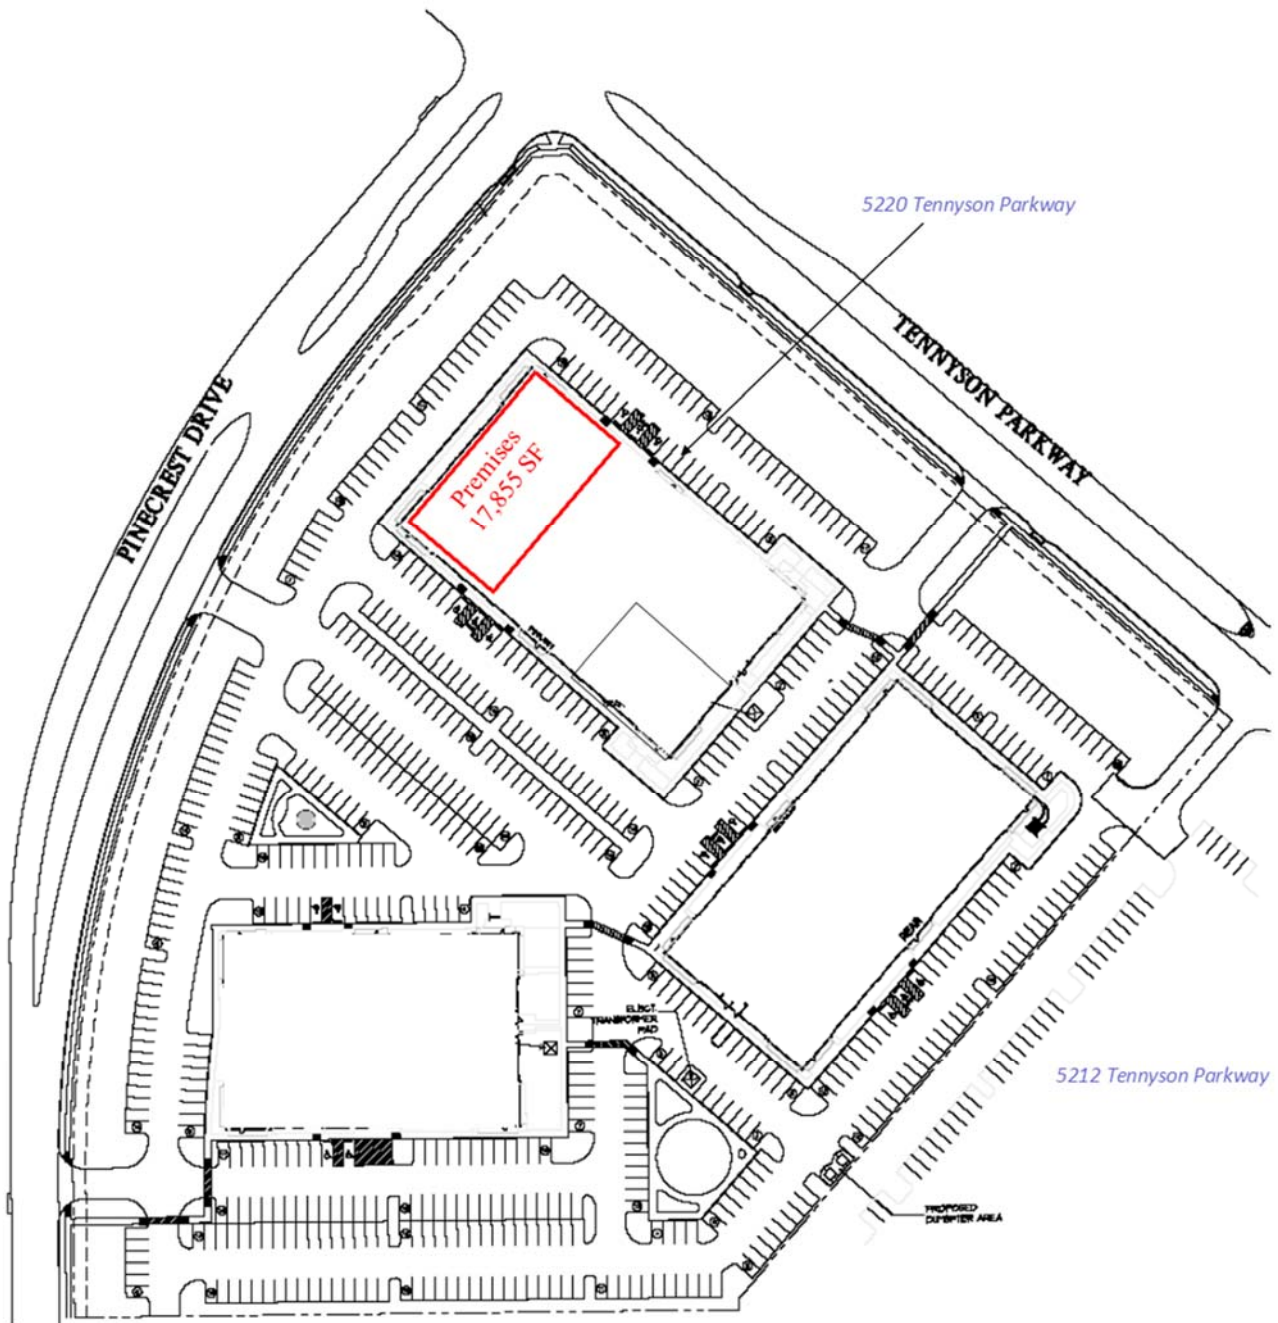 5220 Tennyson Parkway
TENNYSON PARKWAY
PINECREST DRIVE
Premises
17,855 SF
REAR
ELECT.
TRANSFORMER
PAD
5212 Tennyson Parkway
PROPOSED
DUMPSTER AREA